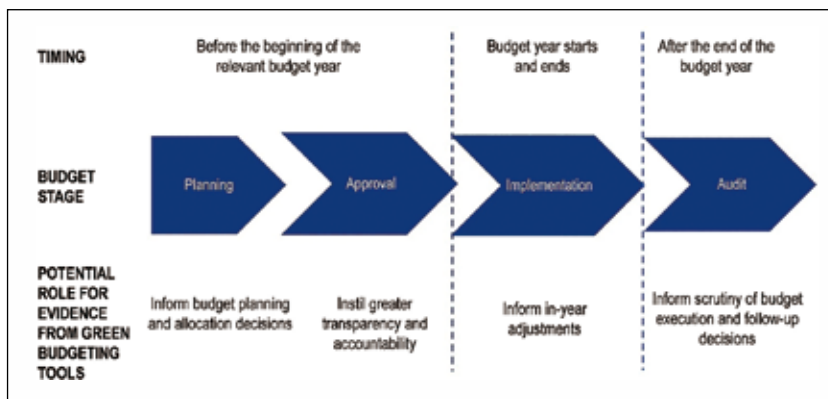 TIMING
Before the beginning of the
relevant budget year
Budget year starts
and ends
After the end of the
budget year
BUDGET
STAGE
Planning
Approval
Implementation
Audit
POTENTIAL
ROLE FOR
EVIDENCE
FROM GREEN
BUDGETING
TOOLS
Inform budget planning
and allocation decisions
Instil greater
transparency and
accountability
Inform in-year
adjustments
Inform scrutiny of budget
execution and follow-up
decisions